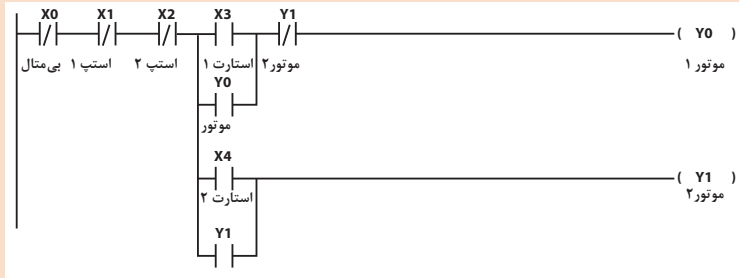 X0 X1 X2 X3 Y1
( Y0 )
بی‌متال استپ ۱ استپ ۲ استارت ۱ موتور۲ موتور ۱
Y0
موتور
X4
( Y1 )
استارت ۲ موتور۲
Y1